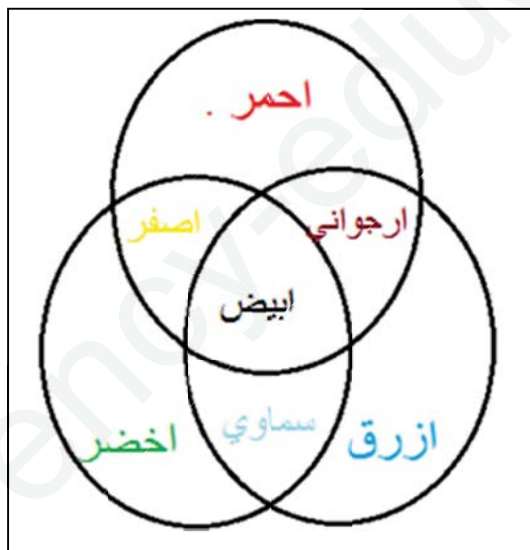 احمر .
اصفر ارجواني
ابيض
اخضر سماوي ازرق